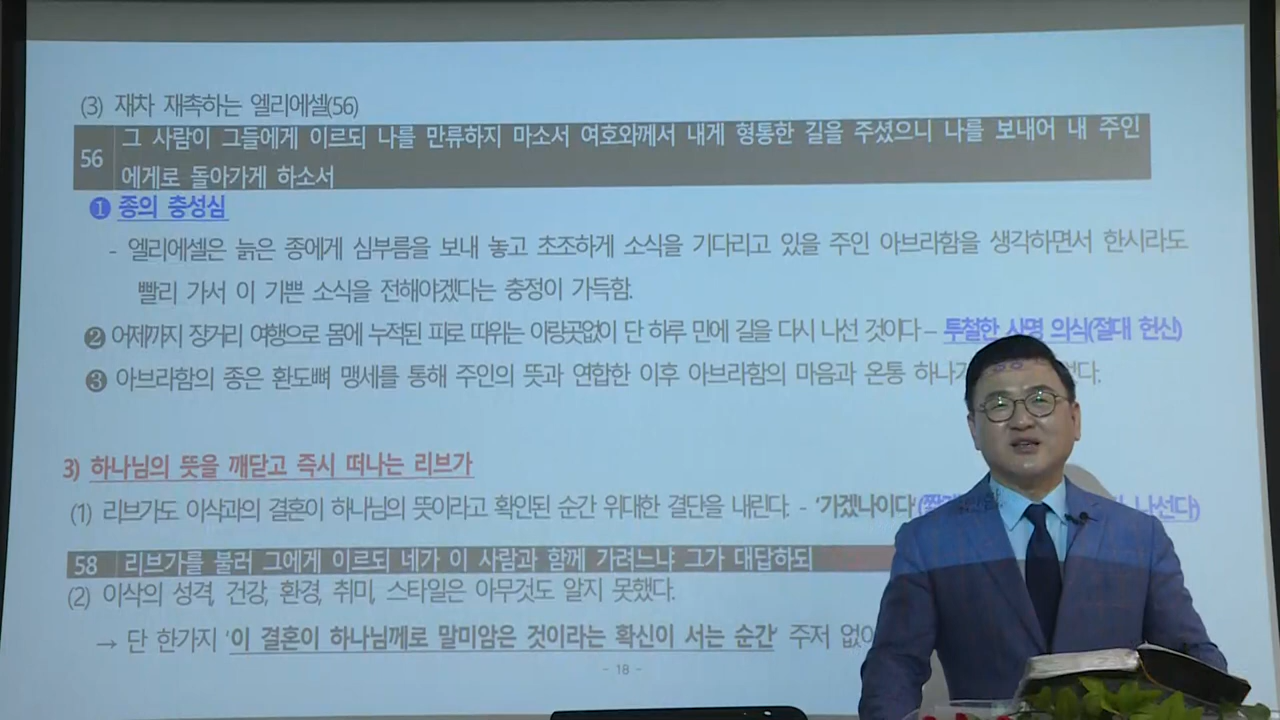 (3) 재차 재촉하는 엘리에셀(56)
56 그 사람이 그들에게 이르되 나를 만류하지 마소서 여호와께서 내게 형통한 길을 주셨으니 나를 보내어 내 주인
에게로 돌아가게 하소서
❶ 종의 충성심
- 엘리에셀은 늙은 종에게 심부름을 보내 놓고 초조하게 소식을 기다리고 있을 주인 아브라함을 생각하면서 한시라도
빨리 가서 이 기쁜 소식을 전해야겠다는 충정이 가득함.
❷ 어제까지 장거리 여행으로 몸에 누적된 피로 따위는 아랑곳없이 단 하루 만에 길을 다시 나선 것이다 – 투철한 사명 의식(절대 헌신)
❸ 아브라함의 종은 환도뼈 맹세를 통해 주인의 뜻과 연합한 이후 아브라함의 마음과 온통 하나가
3) 하나님의 뜻을 깨닫고 즉시 떠나는 리브가
(1) 리브가도 이삭과의 결혼이 하나님의 뜻이라고 확인된 순간 위대한 결단을 내린다. - '가겠나이다' 나선다)
58 리브가를 불러 그에게 이르되 네가 이 사람과 함께 가려느냐 그가 대답하되
(2) 이삭의 성격, 건강, 환경, 취미, 스타일은 아무것도 알지 못했다.
→ 단 한가지 '이 결혼이 하나님께로 말미암은 것이라는 확신이 서는 순간' 주저 없이
- 18 -